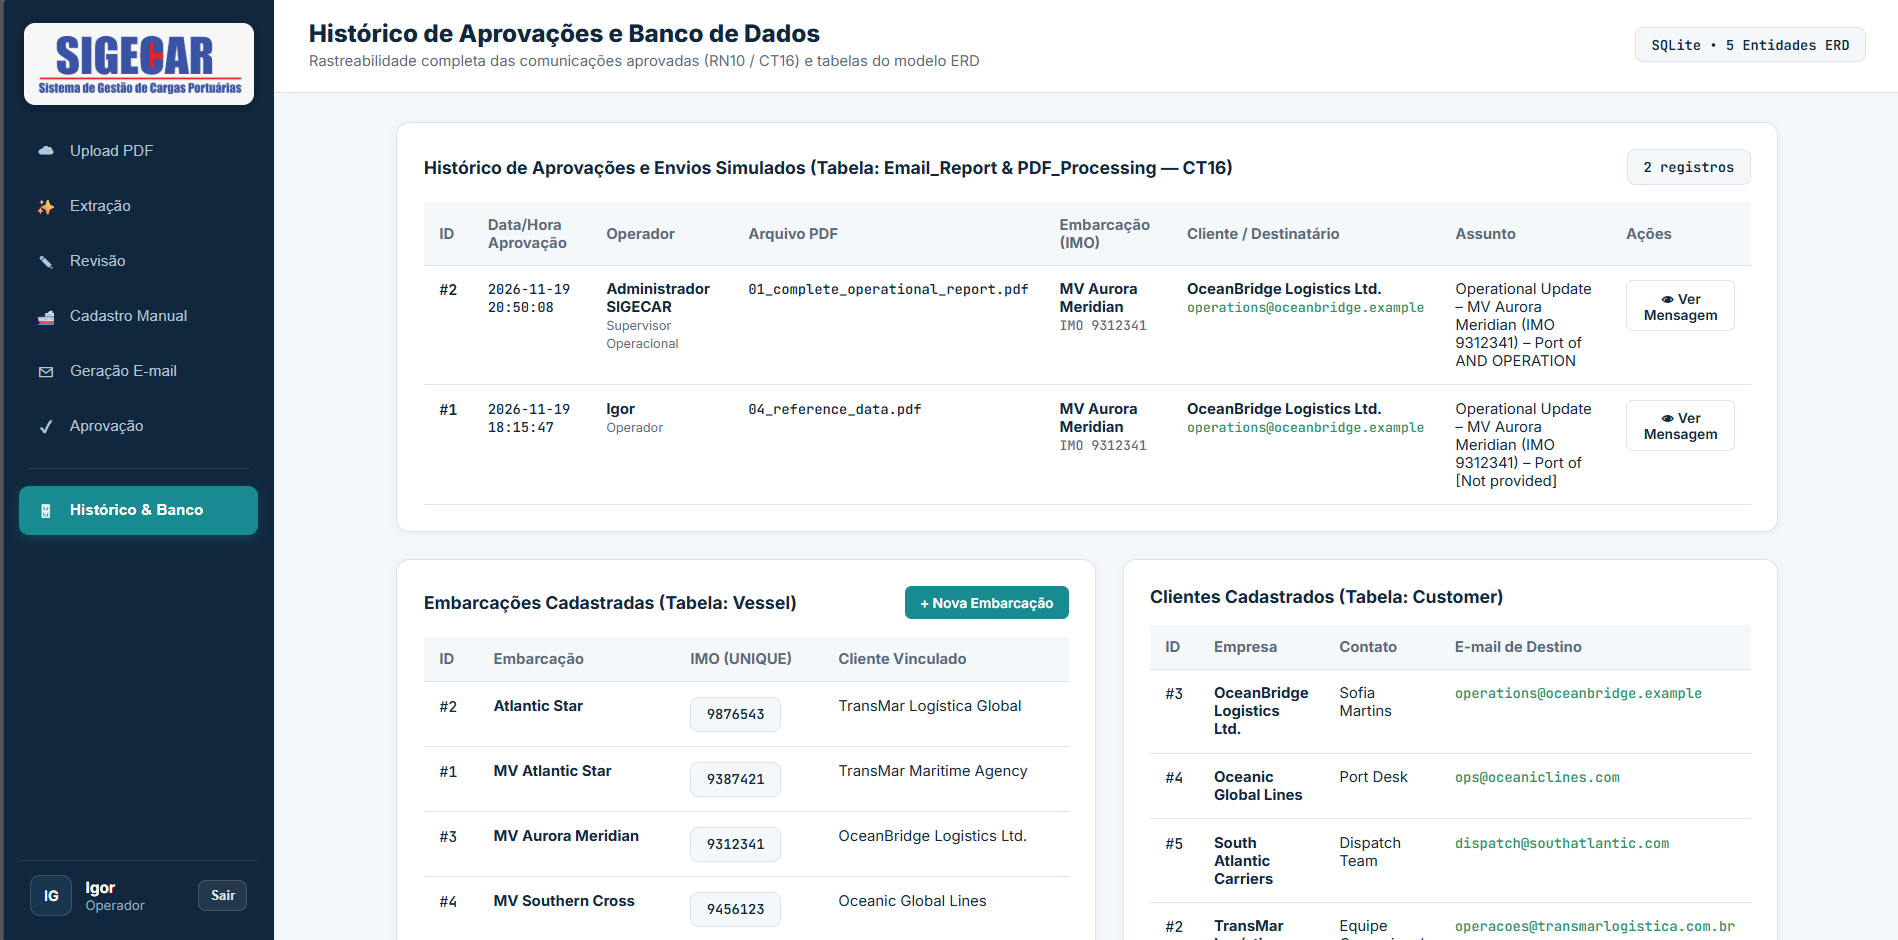 SIGECAR
Sistema de Gestão de Cargas Portuárias
Upload PDF
Extração
Revisão
Cadastro Manual
Geração E-mail
Aprovação
Histórico & Banco
IG
Igor
Operador
Sair
Histórico de Aprovações e Banco de Dados
Rastreabilidade completa das comunicações aprovadas (RN10 / CT16) e tabelas do modelo ERD
SQLite • 5 Entidades ERD
Histórico de Aprovações e Envios Simulados (Tabela: Email_Report & PDF_Processing — CT16)
2 registros
ID
Data/Hora
Aprovação
Operador
Arquivo PDF
Embarcação
(IMO)
Cliente / Destinatário
Assunto
Ações
#2
2026-11-19
20:50:08
Administrador
SIGECAR
Supervisor
Operacional
01_complete_operational_report.pdf
MV Aurora
Meridian
IMO 9312341
OceanBridge Logistics Ltd.
operations@oceanbridge.example
Operational Update
– MV Aurora
Meridian (IMO
9312341) – Port of
AND OPERATION
Ver
Mensagem
#1
2026-11-19
18:15:47
Igor
Operador
04_reference_data.pdf
MV Aurora
Meridian
IMO 9312341
OceanBridge Logistics Ltd.
operations@oceanbridge.example
Operational Update
– MV Aurora
Meridian (IMO
9312341) – Port of
[Not provided]
Ver
Mensagem
Embarcações Cadastradas (Tabela: Vessel)
+ Nova Embarcação
ID
Embarcação
IMO (UNIQUE)
Cliente Vinculado
#2
Atlantic Star
9876543
TransMar Logística Global
#1
MV Atlantic Star
9387421
TransMar Maritime Agency
#3
MV Aurora Meridian
9312341
OceanBridge Logistics Ltd.
#4
MV Southern Cross
9456123
Oceanic Global Lines
Clientes Cadastrados (Tabela: Customer)
ID
Empresa
Contato
E-mail de Destino
#3
OceanBridge
Logistics
Ltd.
Sofia
Martins
operations@oceanbridge.example
#4
Oceanic
Global Lines
Port Desk
ops@oceaniclines.com
#5
South
Atlantic
Carriers
Dispatch
Team
dispatch@southatlantic.com
#2
TransMar
Equipe
operacoes@transmarlogistica.com.br